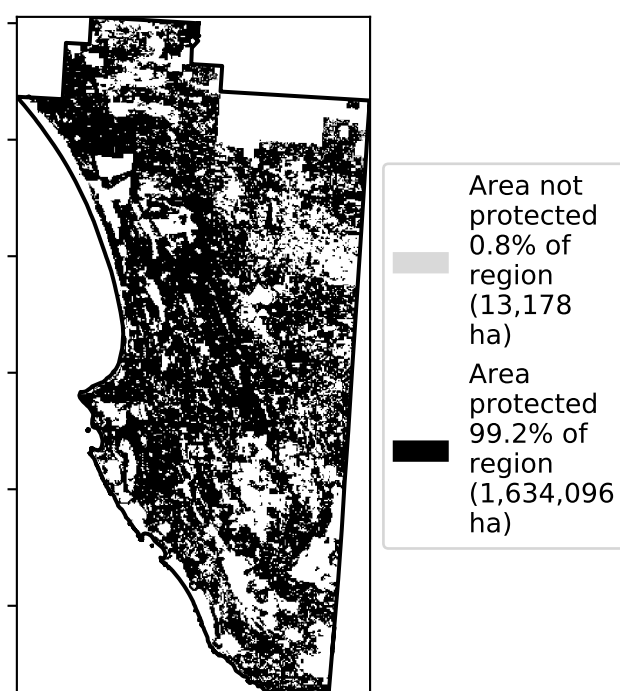 Area not
protected
0.8% of
region
(13,178
ha)
Area
protected
99.2% of
region
(1,634,096
ha)